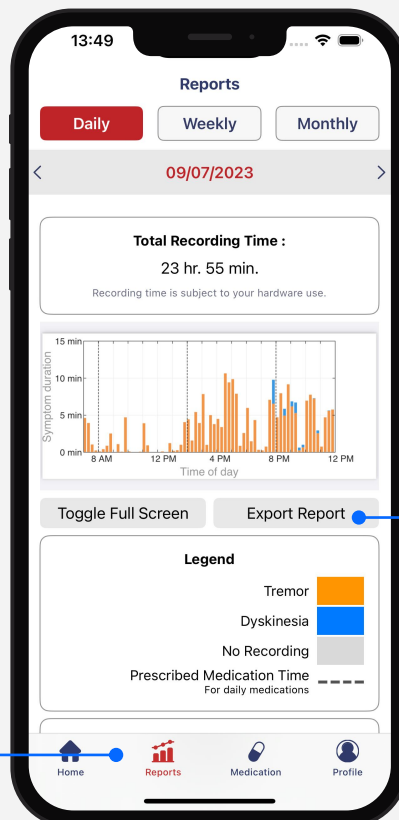 13:49
Reports
Daily Weekly Monthly
09/07/2023
Total Recording Time :
23 hr. 55 min.
Recording time is subject to your hardware use.
15 min
10 min
5 min
0 min
Symptom duration
8 AM 12 PM 4 PM 8 PM 12 PM
Time of day
Toggle Full Screen Export Report
Legend
Tremor
Dyskinesia
No Recording
Prescribed Medication Time
For daily medications
Home Reports Medication Profile